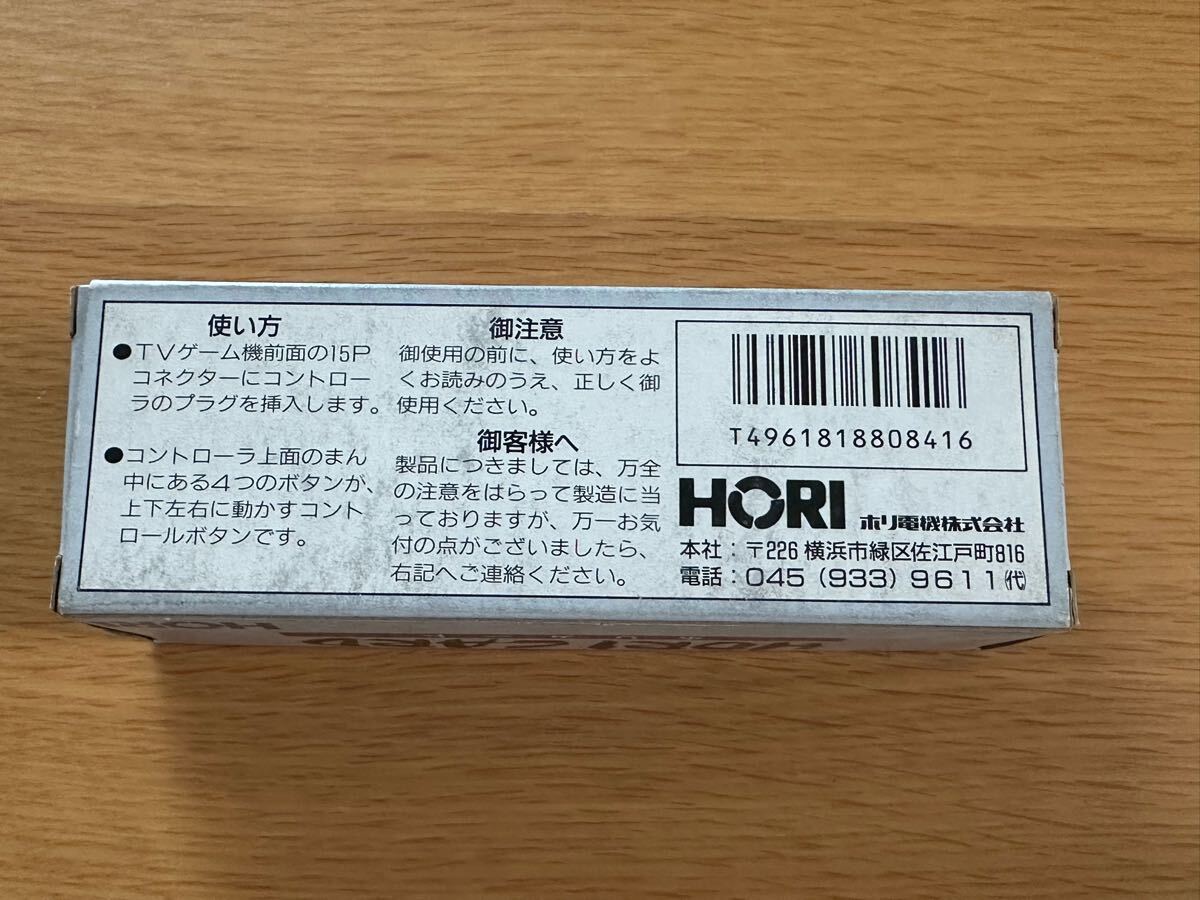 使い方
●TVゲーム機前面の15P
コネクターにコントロー
ラのプラグを挿入します。
●コントローラ上面のまん
中にある4つのボタンが、
上下左右に動かすコント
ロールボタンです。
御注意
御使用の前に、使い方をよ
くお読みのうえ、正しく御
使用ください。
御客様へ
製品につきましては、万全
の注意をはらって製造に当
っておりますが、万一お気
付の点がございましたら、
右記へご連絡ください。
T4961818808416
HORI ホリ電機株式会社
本社：〒226 横浜市緑区佐江戸町816
電話：045（933）9611㈹
HORI CARD